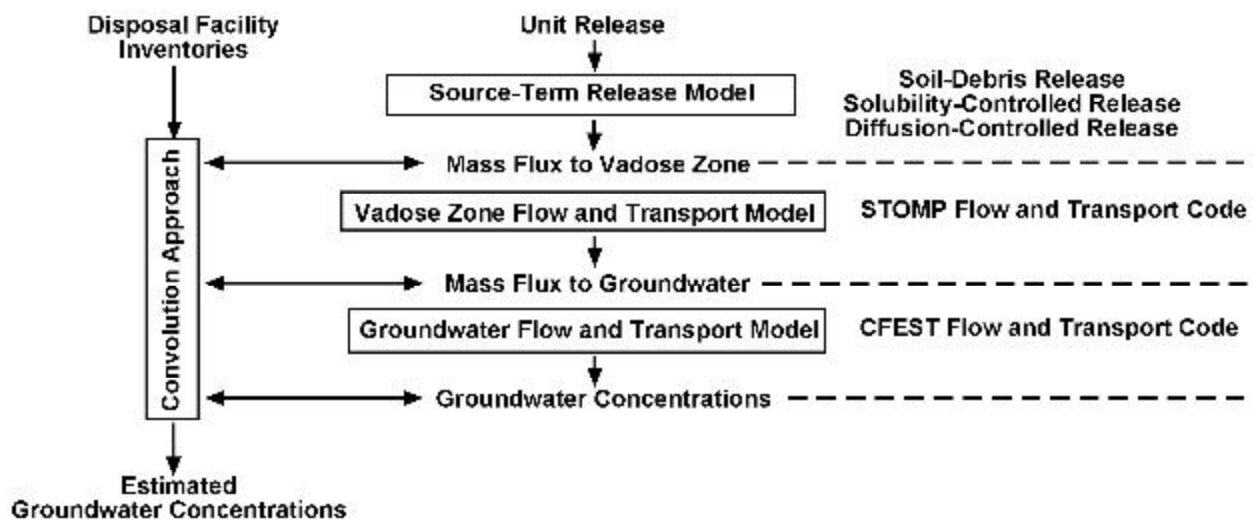 Disposal Facility
Inventories
Unit Release
Source-Term Release Model
Soil-Debris Release
Solubility-Controlled Release
Diffusion-Controlled Release
Convolution Approach
Mass Flux to Vadose Zone
Vadose Zone Flow and Transport Model
STOMP Flow and Transport Code
Mass Flux to Groundwater
Groundwater Flow and Transport Model
CFEST Flow and Transport Code
Groundwater Concentrations
Estimated
Groundwater Concentrations